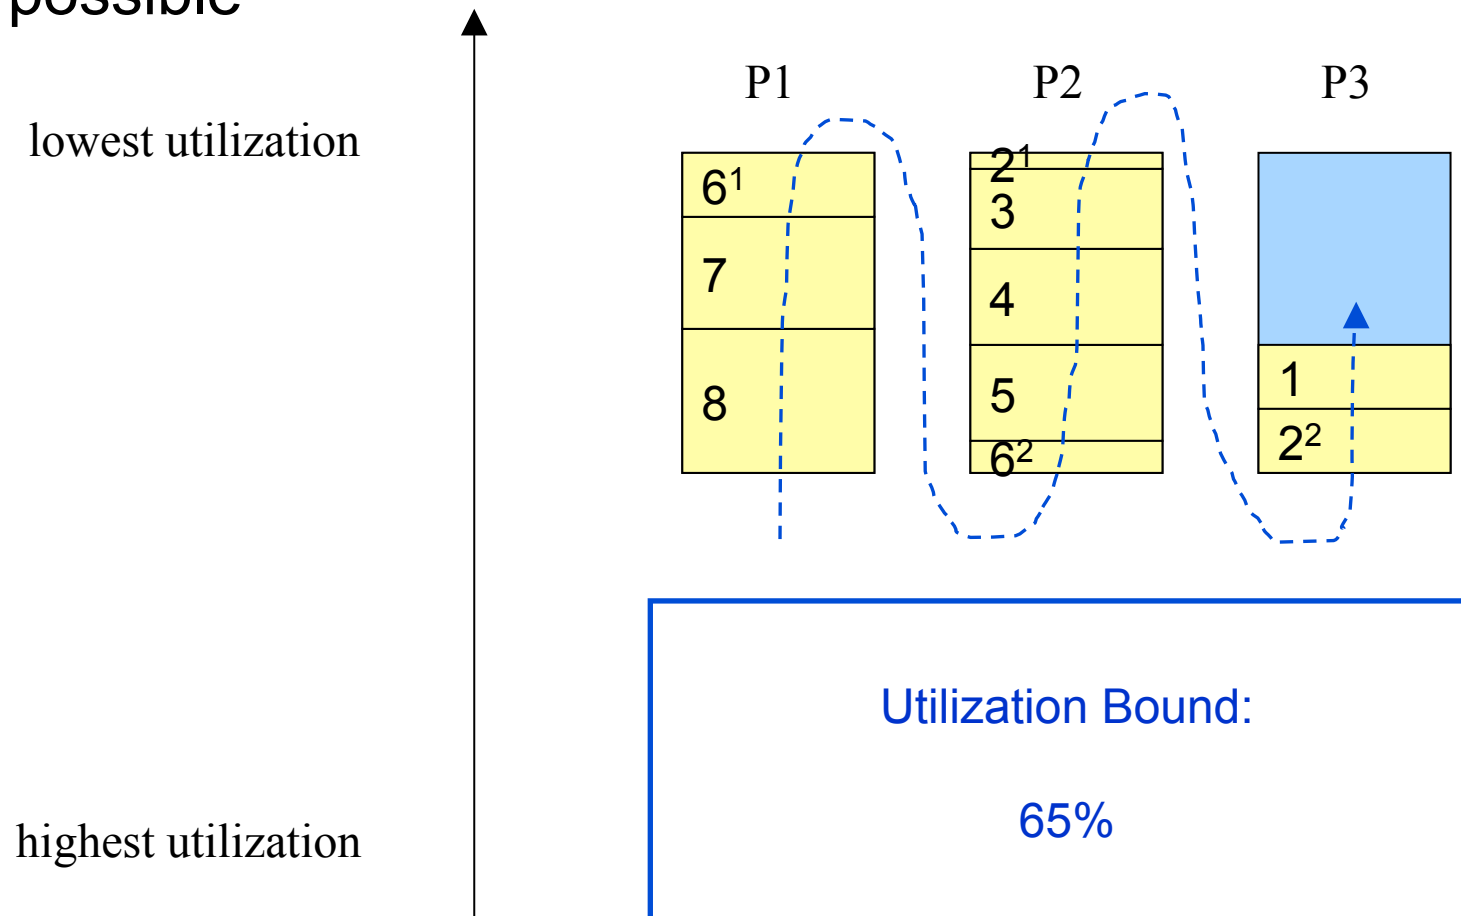 possible
lowest utilization
highest utilization
P1
P2
P3
6¹
7
8
2¹
3
4
5
6²
1
2²
Utilization Bound:
65%